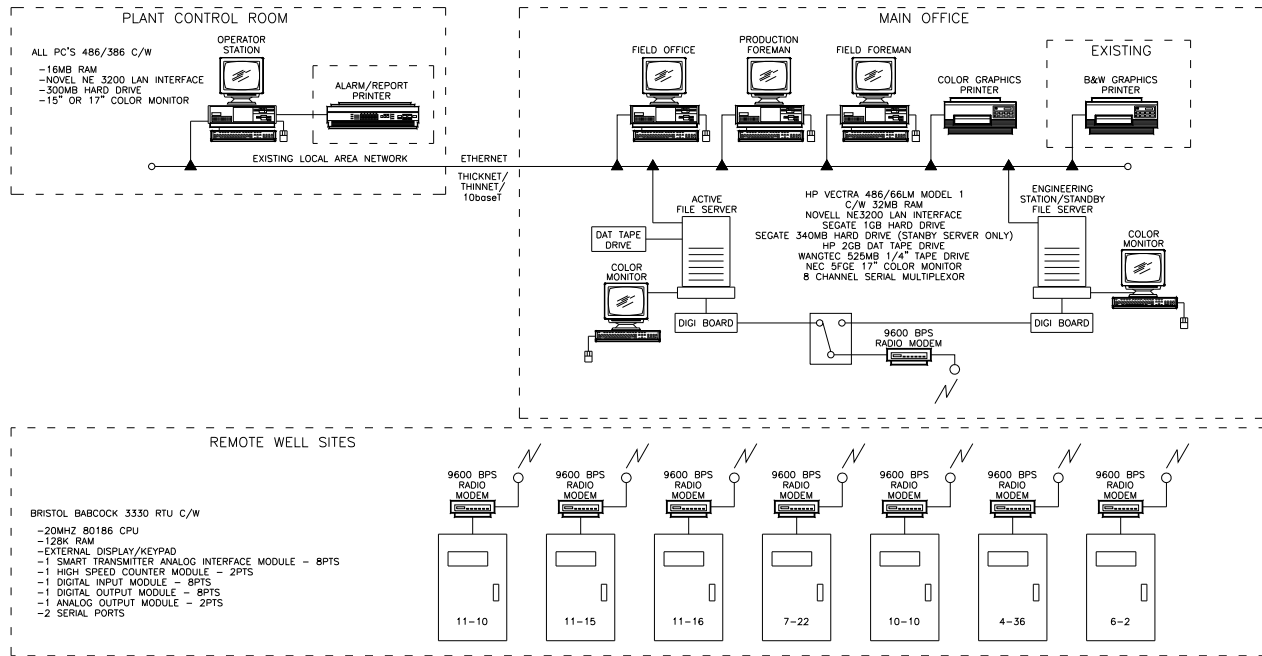 PLANT CONTROL ROOM
ALL PC'S 486/386 C/W
-16MB RAM
-NOVEL NE 3200 LAN INTERFACE
-300MB HARD DRIVE
-15" OR 17" COLOR MONITOR
OPERATOR
STATION
ALARM/REPORT
PRINTER
EXISTING LOCAL AREA NETWORK
ETHERNET
THICKNET/
THINNET/
10baseT
MAIN OFFICE
FIELD OFFICE
PRODUCTION
FOREMAN
FIELD FOREMAN
COLOR GRAPHICS
PRINTER
EXISTING
B&W GRAPHICS
PRINTER
ACTIVE
FILE SERVER
DAT TAPE
DRIVE
COLOR
MONITOR
DIGI BOARD
HP VECTRA 486/66LM MODEL 1
C/W 32MB RAM
NOVELL NE3200 LAN INTERFACE
SEGATE 1GB HARD DRIVE
SEGATE 340MB HARD DRIVE (STANBY SERVER ONLY)
HP 2GB DAT TAPE DRIVE
WANGTEC 525MB 1/4" TAPE DRIVE
NEC 5FGE 17" COLOR MONITOR
8 CHANNEL SERIAL MULTIPLEXOR
ENGINEERING
STATION/STANDBY
FILE SERVER
COLOR
MONITOR
DIGI BOARD
9600 BPS
RADIO MODEM
REMOTE WELL SITES
BRISTOL BABCOCK 3330 RTU C/W
-20MHZ 80186 CPU
-128K RAM
-EXTERNAL DISPLAY/KEYPAD
-1 SMART TRANSMITTER ANALOG INTERFACE MODULE - 8PTS
-1 HIGH SPEED COUNTER MODULE - 2PTS
-1 DIGITAL INPUT MODULE - 8PTS
-1 DIGITAL OUTPUT MODULE - 8PTS
-1 ANALOG OUTPUT MODULE - 2PTS
-2 SERIAL PORTS
9600 BPS
RADIO
MODEM
11-10
9600 BPS
RADIO
MODEM
11-15
9600 BPS
RADIO
MODEM
11-16
9600 BPS
RADIO
MODEM
7-22
9600 BPS
RADIO
MODEM
10-10
9600 BPS
RADIO
MODEM
4-36
9600 BPS
RADIO
MODEM
6-2